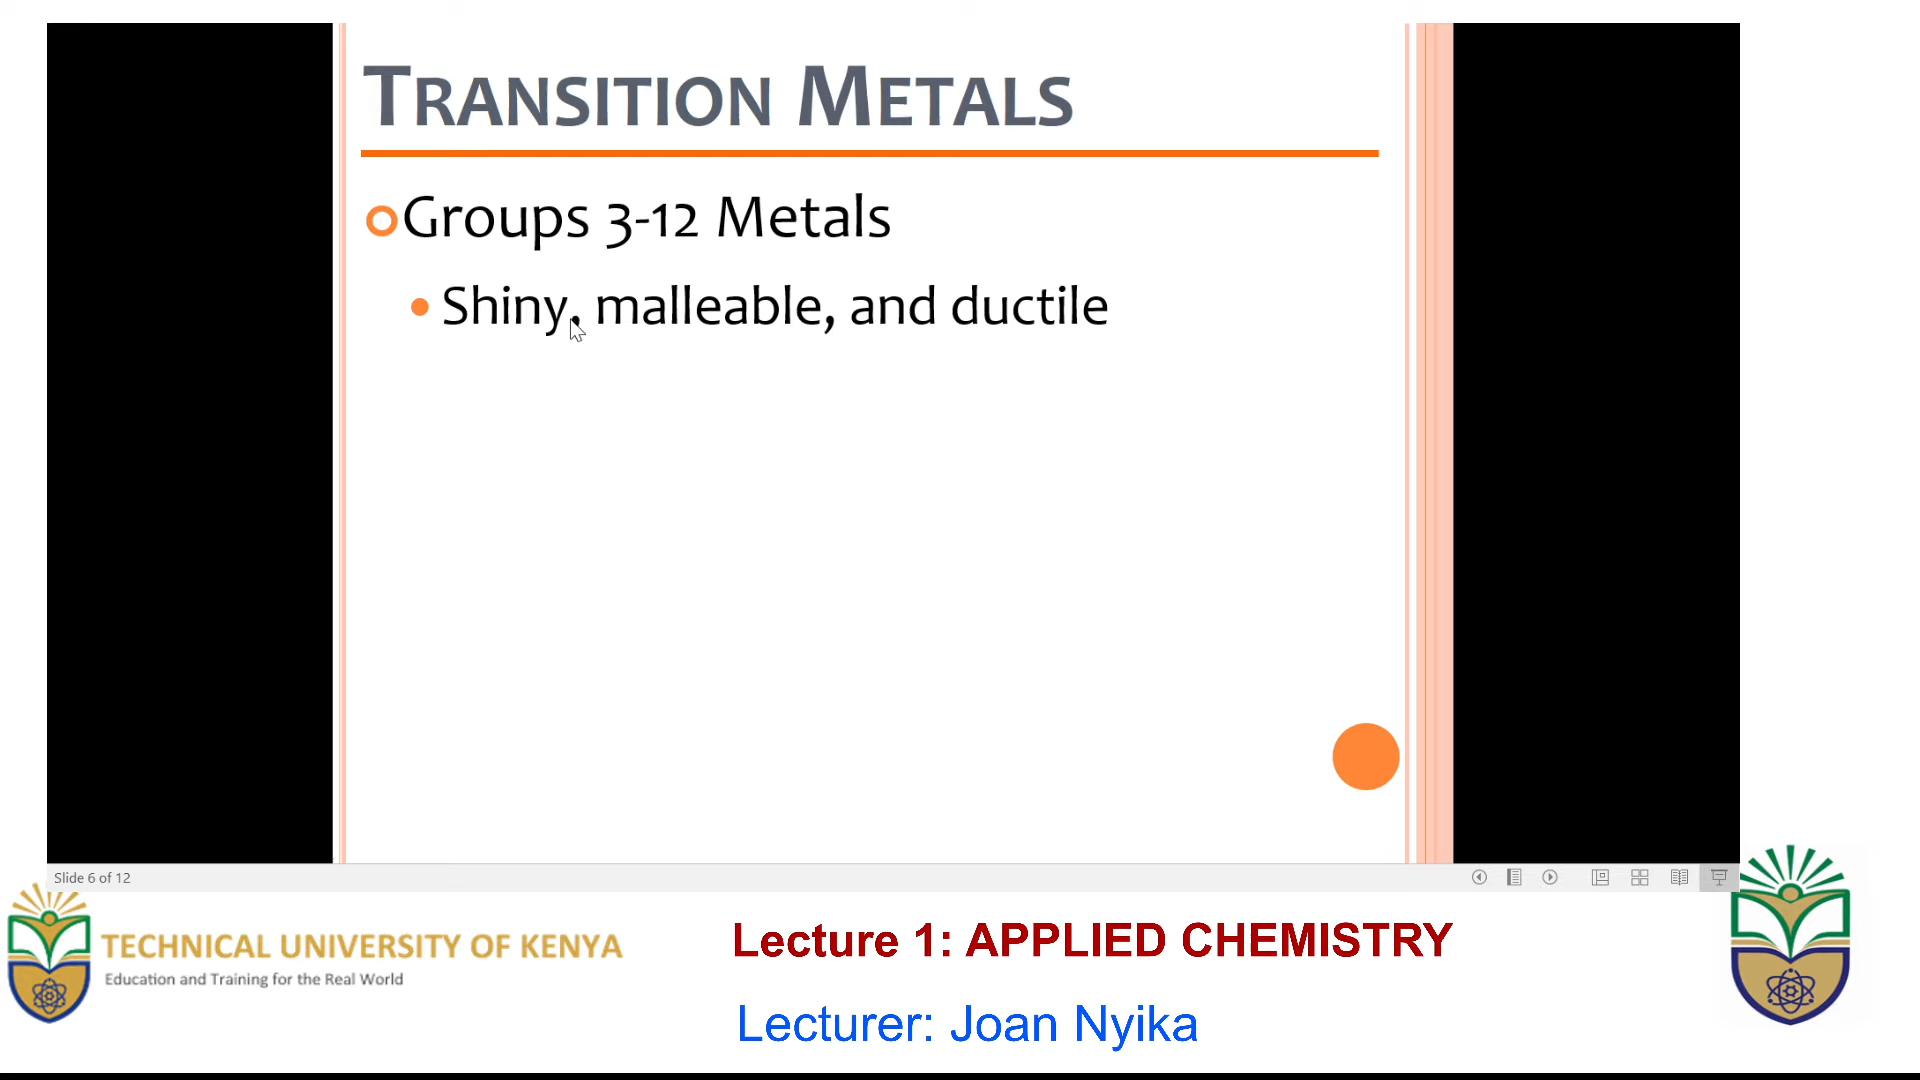 TRANSITION METALS
Groups 3-12 Metals
Shiny, malleable, and ductile
Slide 6 of 12
TECHNICAL UNIVERSITY OF KENYA
Education and Training for the Real World
Lecture 1: APPLIED CHEMISTRY
Lecturer: Joan Nyika